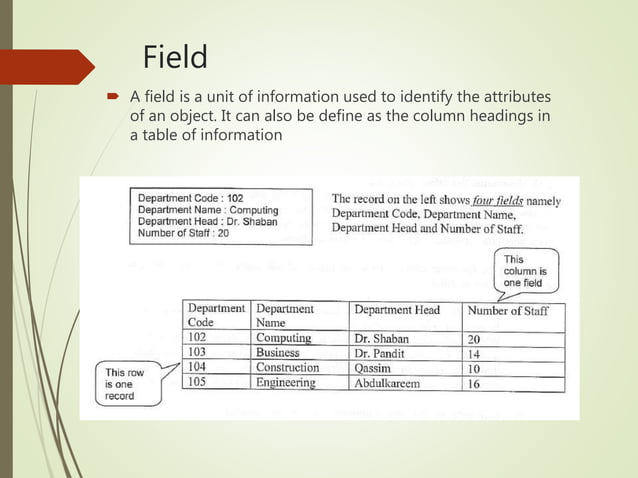 Field
A field is a unit of information used to identify the attributes
of an object. It can also be define as the column headings in
a table of information
Department Code : 102
Department Name : Computing
Department Head : Dr. Shaban
Number of Staff : 20
The record on the left shows four fields namely
Department Code, Department Name,
Department Head and Number of Staff.
This
column is
one field
Department Code Department Name Department Head Number of Staff
102 Computing Dr. Shaban 20
103 Business Dr. Pandit 14
104 Construction Qassim 10
105 Engineering Abdulkareem 16
This row
is one
record